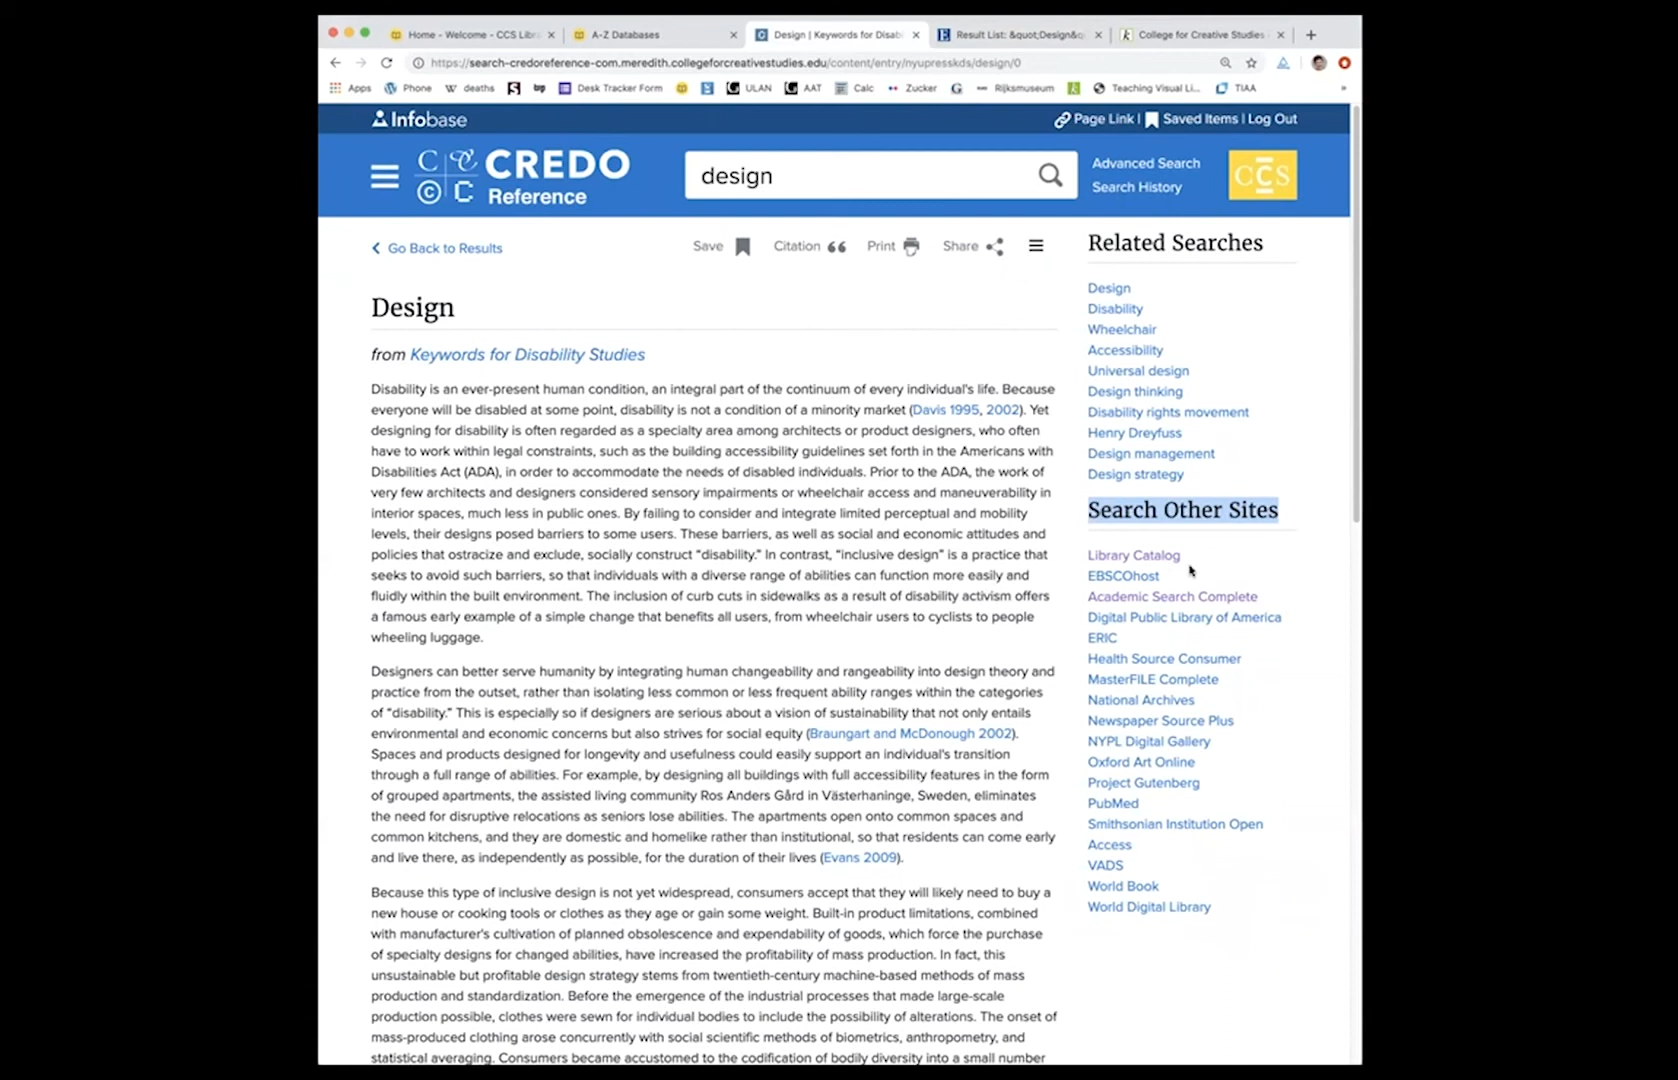 Home - Welcome - CCS Libr
A-Z Databases
Design | Keywords for Disabi
Result List: &quot;Design&q
College for Creative Studies
https://search-credoreference-com.meredith.collegeforcreativestudies.edu/content/entry/nyupresskds/design/0
Apps
Phone
deaths
Desk Tracker Form
ULAN
AAT
Calc
Zucker
Rijksmuseum
Teaching Visual Li...
TIAA
Infobase
Page Link | Saved Items | Log Out
CREDO
Reference
design
Advanced Search
Search History
CCS
Go Back to Results
Save
Citation
Print
Share
Design
from Keywords for Disability Studies
Disability is an ever-present human condition, an integral part of the continuum of every individual's life. Because
everyone will be disabled at some point, disability is not a condition of a minority market (Davis 1995, 2002). Yet
designing for disability is often regarded as a specialty area among architects or product designers, who often
have to work within legal constraints, such as the building accessibility guidelines set forth in the Americans with
Disabilities Act (ADA), in order to accommodate the needs of disabled individuals. Prior to the ADA, the work of
very few architects and designers considered sensory impairments or wheelchair access and maneuverability in
interior spaces, much less in public ones. By failing to consider and integrate limited perceptual and mobility
levels, their designs posed barriers to some users. These barriers, as well as social and economic attitudes and
policies that ostracize and exclude, socially construct "disability." In contrast, "inclusive design" is a practice that
seeks to avoid such barriers, so that individuals with a diverse range of abilities can function more easily and
fluidly within the built environment. The inclusion of curb cuts in sidewalks as a result of disability activism offers
a famous early example of a simple change that benefits all users, from wheelchair users to cyclists to people
wheeling luggage.
Designers can better serve humanity by integrating human changeability and rangeability into design theory and
practice from the outset, rather than isolating less common or less frequent ability ranges within the categories
of "disability." This is especially so if designers are serious about a vision of sustainability that not only entails
environmental and economic concerns but also strives for social equity (Braungart and McDonough 2002).
Spaces and products designed for longevity and usefulness could easily support an individual's transition
through a full range of abilities. For example, by designing all buildings with full accessibility features in the form
of grouped apartments, the assisted living community Ros Anders Gård in Västerhaninge, Sweden, eliminates
the need for disruptive relocations as seniors lose abilities. The apartments open onto common spaces and
common kitchens, and they are domestic and homelike rather than institutional, so that residents can come early
and live there, as independently as possible, for the duration of their lives (Evans 2009).
Because this type of inclusive design is not yet widespread, consumers accept that they will likely need to buy a
new house or cooking tools or clothes as they age or gain some weight. Built-in product limitations, combined
with manufacturer's cultivation of planned obsolescence and expendability of goods, which force the purchase
of specialty designs for changed abilities, have increased the profitability of mass production. In fact, this
unsustainable but profitable design strategy stems from twentieth-century machine-based methods of mass
production and standardization. Before the emergence of the industrial processes that made large-scale
production possible, clothes were sewn for individual bodies to include the possibility of alterations. The onset of
mass-produced clothing arose concurrently with social scientific methods of biometrics, anthropometry, and
statistical averaging. Consumers became accustomed to the codification of bodily diversity into a small number
Related Searches
Design
Disability
Wheelchair
Accessibility
Universal design
Design thinking
Disability rights movement
Henry Dreyfuss
Design management
Design strategy
Search Other Sites
Library Catalog
EBSCOhost
Academic Search Complete
Digital Public Library of America
ERIC
Health Source Consumer
MasterFILE Complete
National Archives
Newspaper Source Plus
NYPL Digital Gallery
Oxford Art Online
Project Gutenberg
PubMed
Smithsonian Institution Open
Access
VADS
World Book
World Digital Library